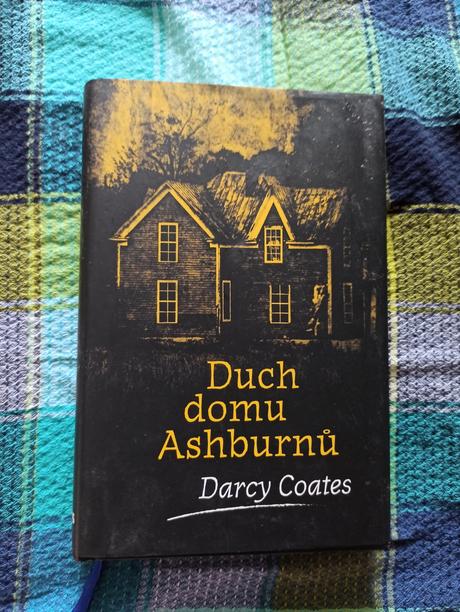 Duch
domu
Ashburnů
Darcy Coates